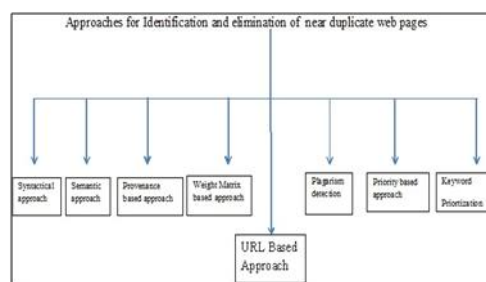 Approaches for Identification and elimination of near duplicate web pages
Syntactical
approach
Semantic
approach
Provenance
based approach
Weight Matrix
based approach
Plagiarism
detection
Priority based
approach
Keyword
Prioritization
URL Based
Approach